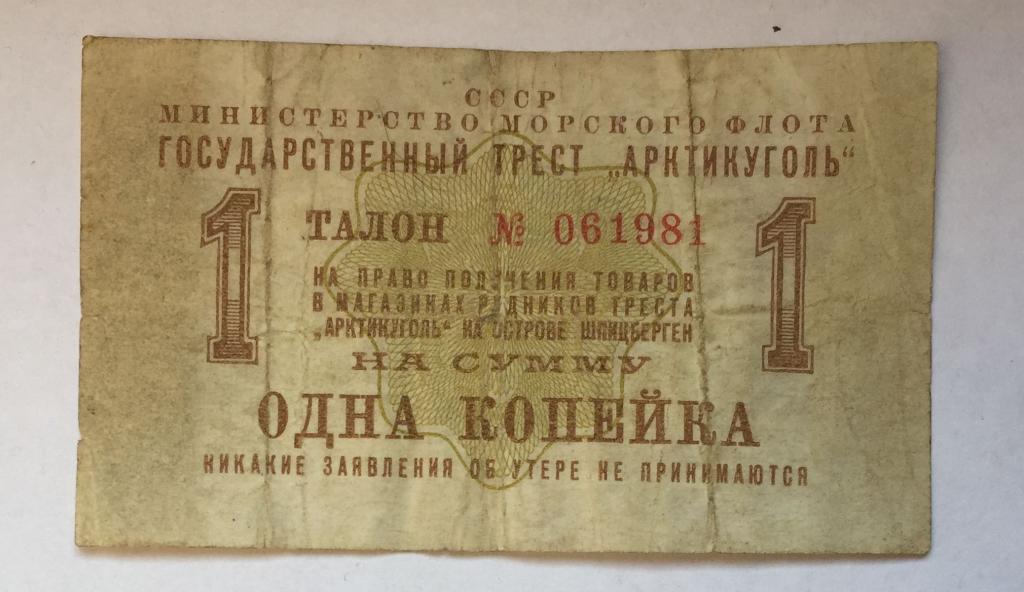 СССР
МИНИСТЕРСТВО МОРСКОГО ФЛОТА
ГОСУДАРСТВЕННЫЙ ТРЕСТ „АРКТИКУГОЛЬ“
1 1
ТАЛОН № 061981
НА ПРАВО ПОЛУЧЕНИЯ ТОВАРОВ
В МАГАЗИНАХ РУДНИКОВ ТРЕСТА
„АРКТИКУГОЛЬ“ НА ОСТРОВЕ ШПИЦБЕРГЕН
НА СУММУ
ОДНА КОПЕЙКА
НИКАКИЕ ЗАЯВЛЕНИЯ ОБ УТЕРЕ НЕ ПРИНИМАЮТСЯ